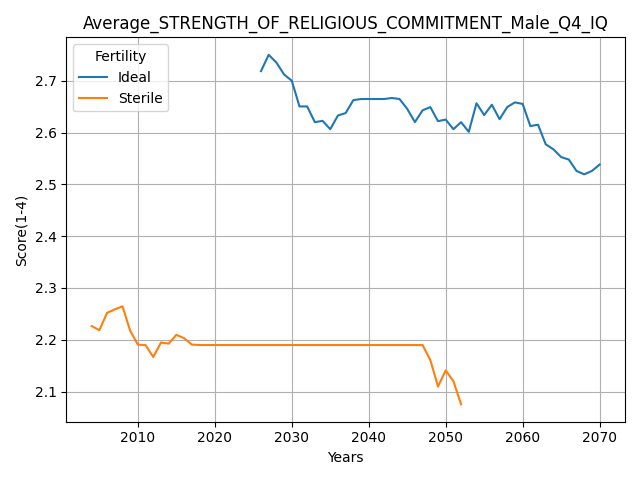 Average_STRENGTH_OF_RELIGIOUS_COMMITMENT_Male_Q4_IQ
Fertility
Ideal
Sterile
Score(1-4)
2.7
2.6
2.5
2.4
2.3
2.2
2.1
2010 2020 2030 2040 2050 2060 2070
Years